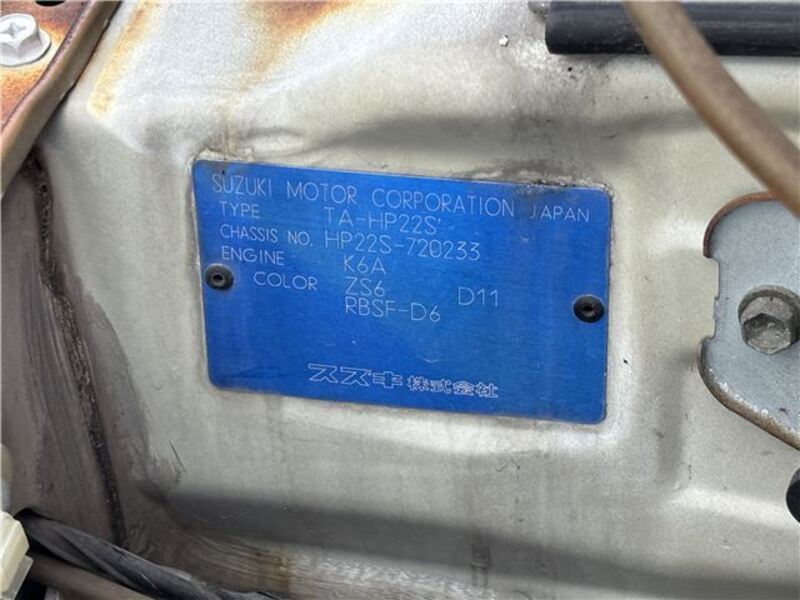 SUZUKI MOTOR CORPORATION JAPAN
TYPE TA-HP22S
CHASSIS NO. HP22S-720233
ENGINE K6A
COLOR ZS6 D11
RBSF-D6
スズキ株式会社